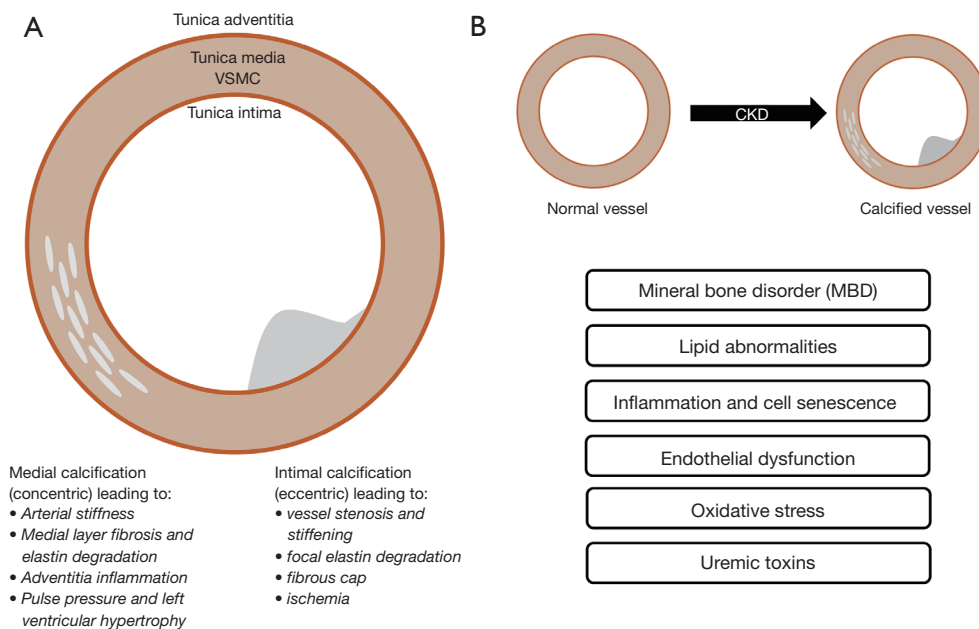 A
Tunica adventitia
Tunica media
VSMC
Tunica intima
Medial calcification
(concentric) leading to:
• Arterial stiffness
• Medial layer fibrosis and
elastin degradation
• Adventitia inflammation
• Pulse pressure and left
ventricular hypertrophy
Intimal calcification
(eccentric) leading to:
• vessel stenosis and
stiffening
• focal elastin degradation
• fibrous cap
• ischemia
B
CKD
Normal vessel
Calcified vessel
Mineral bone disorder (MBD)
Lipid abnormalities
Inflammation and cell senescence
Endothelial dysfunction
Oxidative stress
Uremic toxins